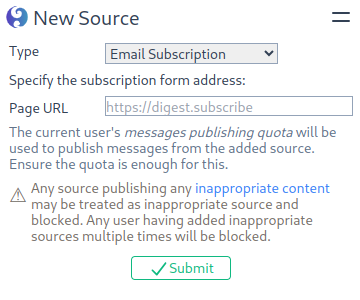 New Source
Type
Email Subscription
Specify the subscription form address:
Page URL
https://digest.subscribe
The current user's messages publishing quota will be
used to publish messages from the added source.
Ensure the quota is enough for this.
Any source publishing any inappropriate content
may be treated as inappropriate source and
blocked. Any user having added inappropriate
sources multiple times will be blocked.
Submit